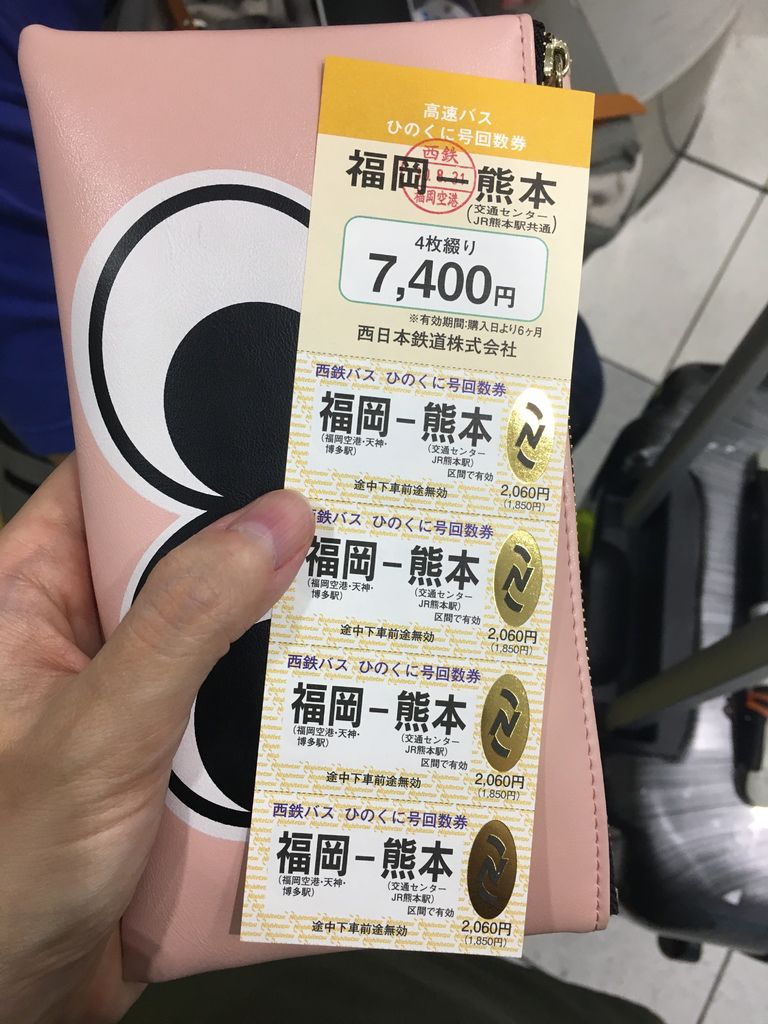 高速バス
ひのくに号回数券
福岡ー熊本
西鉄
8.31
福岡空港
(交通センター
JR熊本駅共通)
4枚綴り
7,400円
※有効期間:購入日より6ヶ月
西日本鉄道株式会社
西鉄バス ひのくに号回数券
福岡ー熊本
(福岡空港・天神・
博多駅)
(交通センター
JR熊本駅)
区間で有効
途中下車前途無効
2,060円
(1,850円)
鉄バス ひのくに号回数券
福岡ー熊本
(福岡空港・天神・
博多駅)
(交通センター
JR熊本駅)
区間で有効
途中下車前途無効
2,060円
(1,850円)
西鉄バス ひのくに号回数券
福岡ー熊本
(福岡空港・天神・
博多駅)
(交通センター
JR熊本駅)
区間で有効
途中下車前途無効
2,060円
(1,850円)
西鉄バス ひのくに号回数券
福岡ー熊本
(福岡空港・天神・
博多駅)
(交通センター
JR熊本駅)
区間で有効
途中下車前途無効
2,060円
(1,850円)